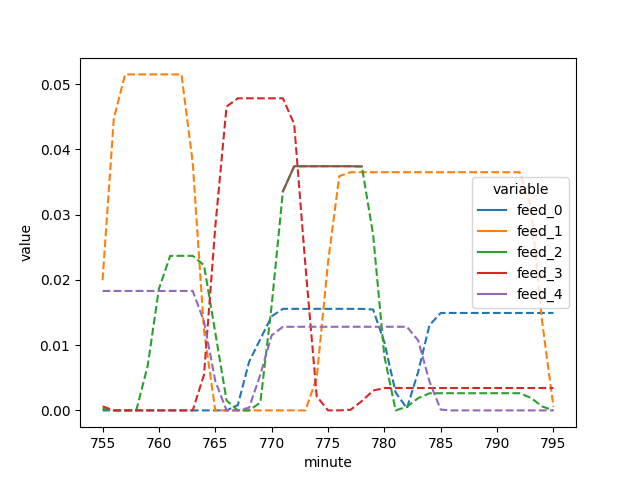 0.05
0.04
0.03
0.02
0.01
0.00
value
755 760 765 770 775 780 785 790 795
minute
variable
feed_0
feed_1
feed_2
feed_3
feed_4